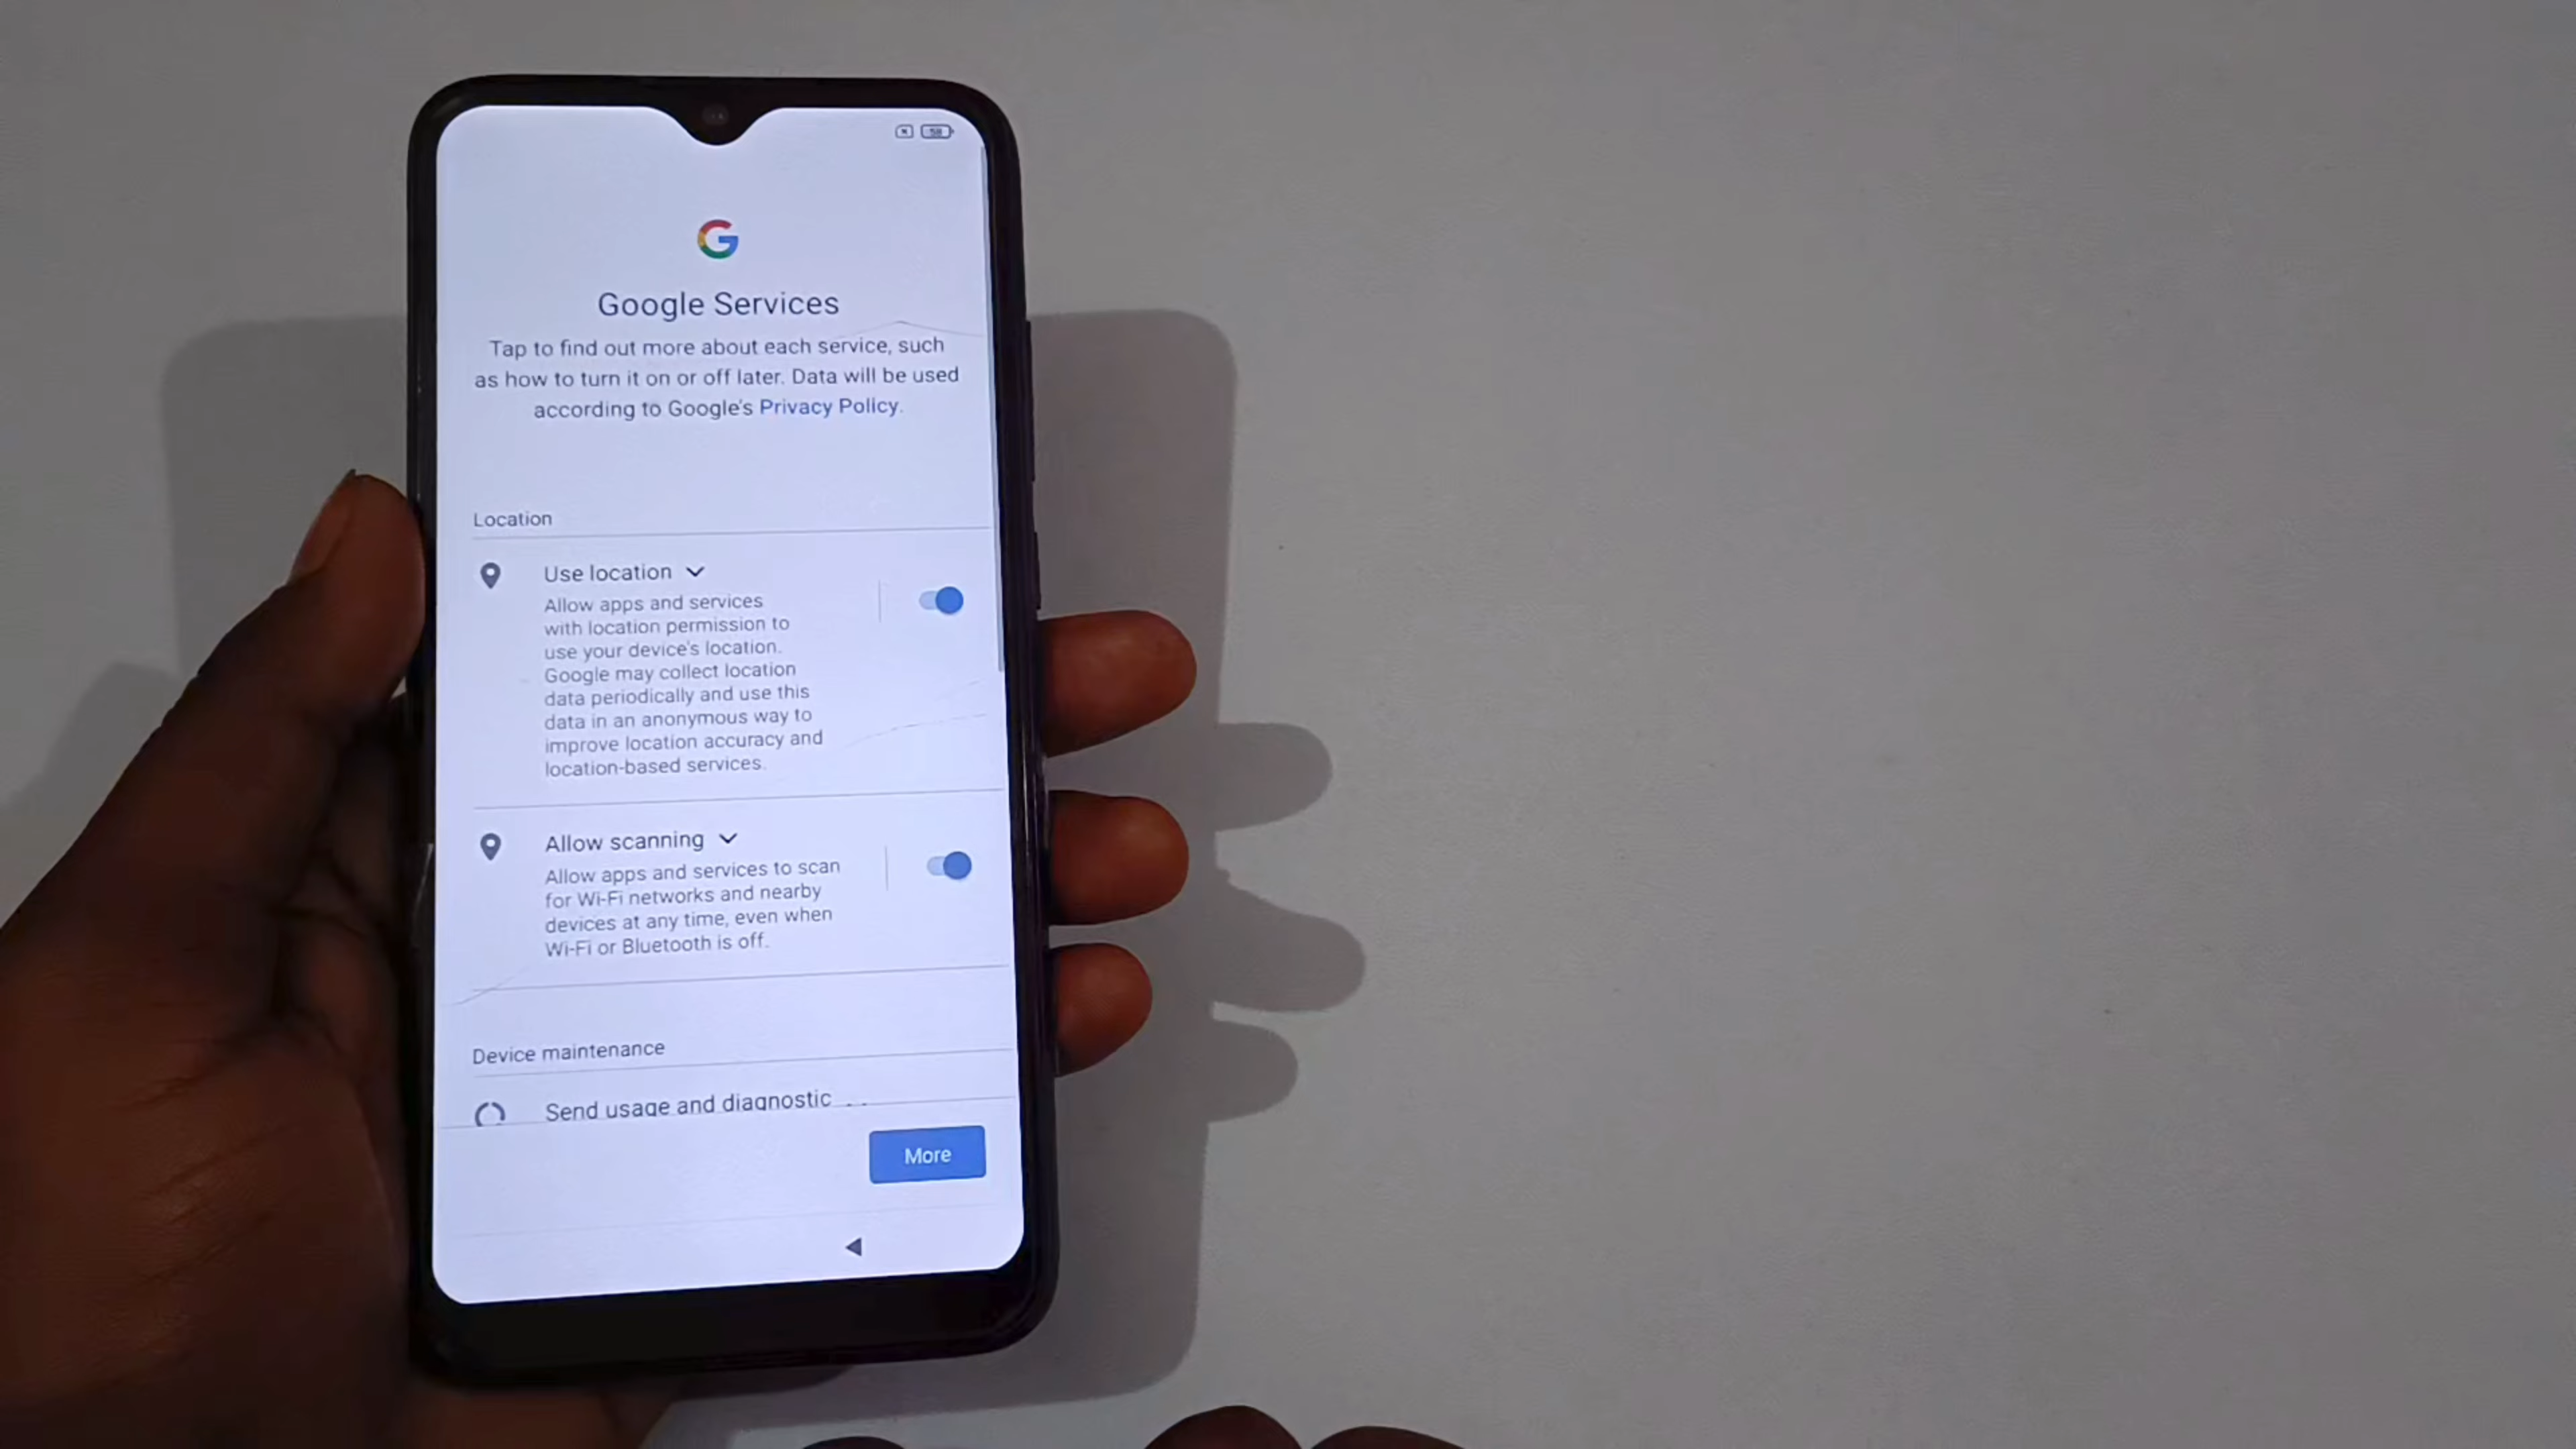 58
Google Services
Tap to find out more about each service, such
as how to turn it on or off later. Data will be used
according to Google's Privacy Policy.
Location
Use location
Allow apps and services
with location permission to
use your device's location.
Google may collect location
data periodically and use this
data in an anonymous way to
improve location accuracy and
location-based services.
Allow scanning
Allow apps and services to scan
for Wi-Fi networks and nearby
devices at any time, even when
Wi-Fi or Bluetooth is off.
Device maintenance
Send usage and diagnostic
More